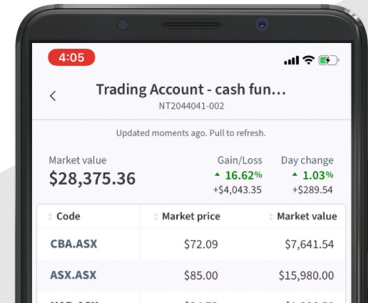 4:05
Trading Account - cash fun...
NT2044041-002
Updated moments ago. Pull to refresh.
Market value Gain/Loss Day change
$28,375.36 16.62% 1.03%
+$4,043.35 +$289.54
Code Market price Market value
CBA.ASX $72.09 $7,641.54
ASX.ASX $85.00 $15,980.00